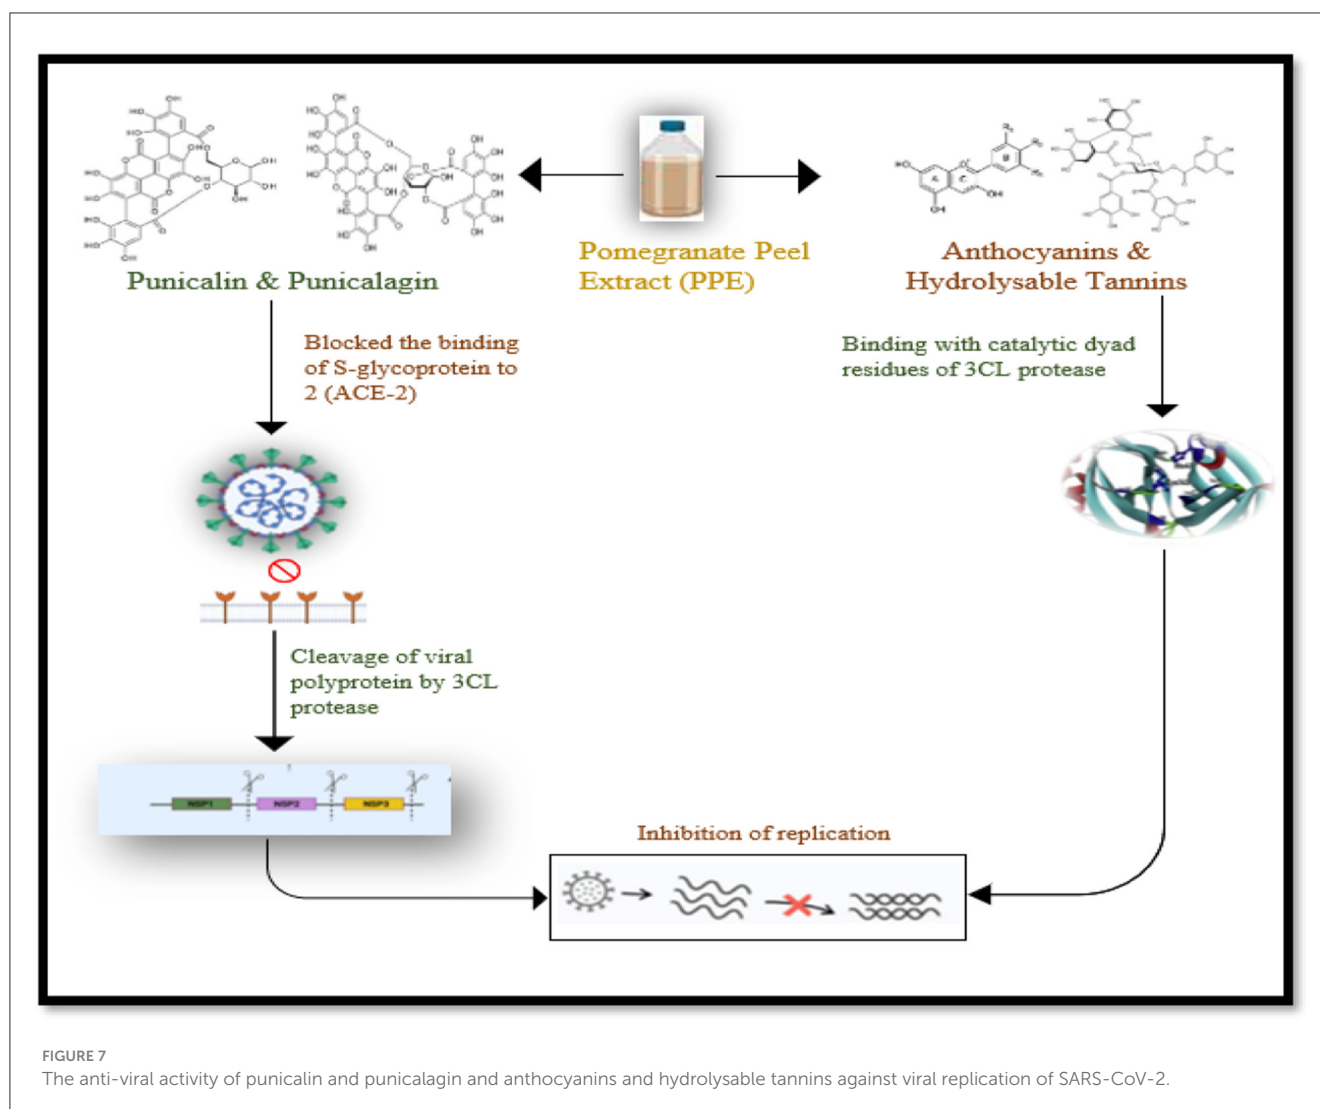 Pomegranate Peel
Extract (PPE)
Punicalin & Punicalagin
Anthocyanins &
Hydrolysable Tannins
Blocked the binding
of S-glycoprotein to
2 (ACE-2)
Binding with catalytic dyad
residues of 3CL protease
Cleavage of viral
polyprotein by 3CL
protease
NSP1 NSP2 NSP3
Inhibition of replication
FIGURE 7
The anti-viral activity of punicalin and punicalagin and anthocyanins and hydrolysable tannins against viral replication of SARS-CoV-2.